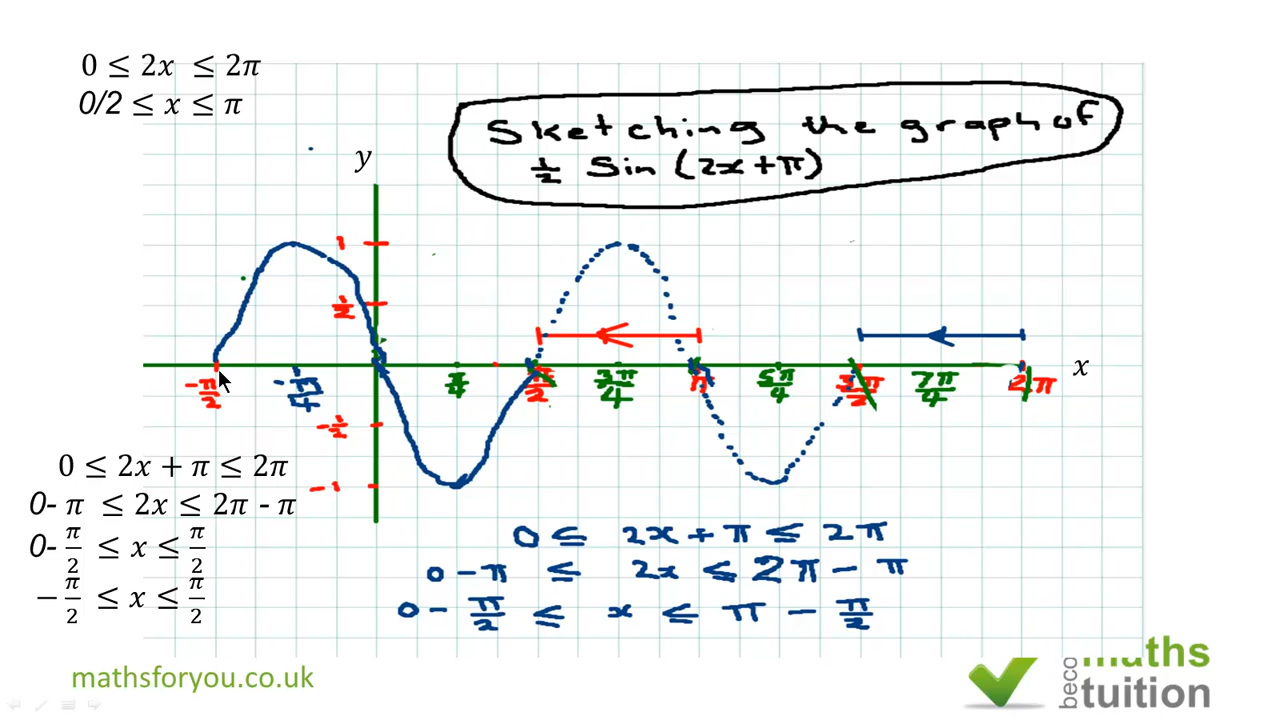 0 ≤ 2x ≤ 2π
0/2 ≤ x ≤ π
Sketching the graph of
½ Sin (2x+π)
y
1
½
-π/2
-π/4
π/2
3π/4
π
5π/4
3π/2
7π/4
2π
x
-½
-1
0 ≤ 2x + π ≤ 2π
0- π ≤ 2x ≤ 2π - π
0- π/2 ≤ x ≤ π/2
− π/2 ≤ x ≤ π/2
0 ≤ 2x + π ≤ 2π
0 - π ≤ 2x ≤ 2π - π
0 - π/2 ≤ x ≤ π - π/2
mathsforyou.co.uk
beco
maths
tuition